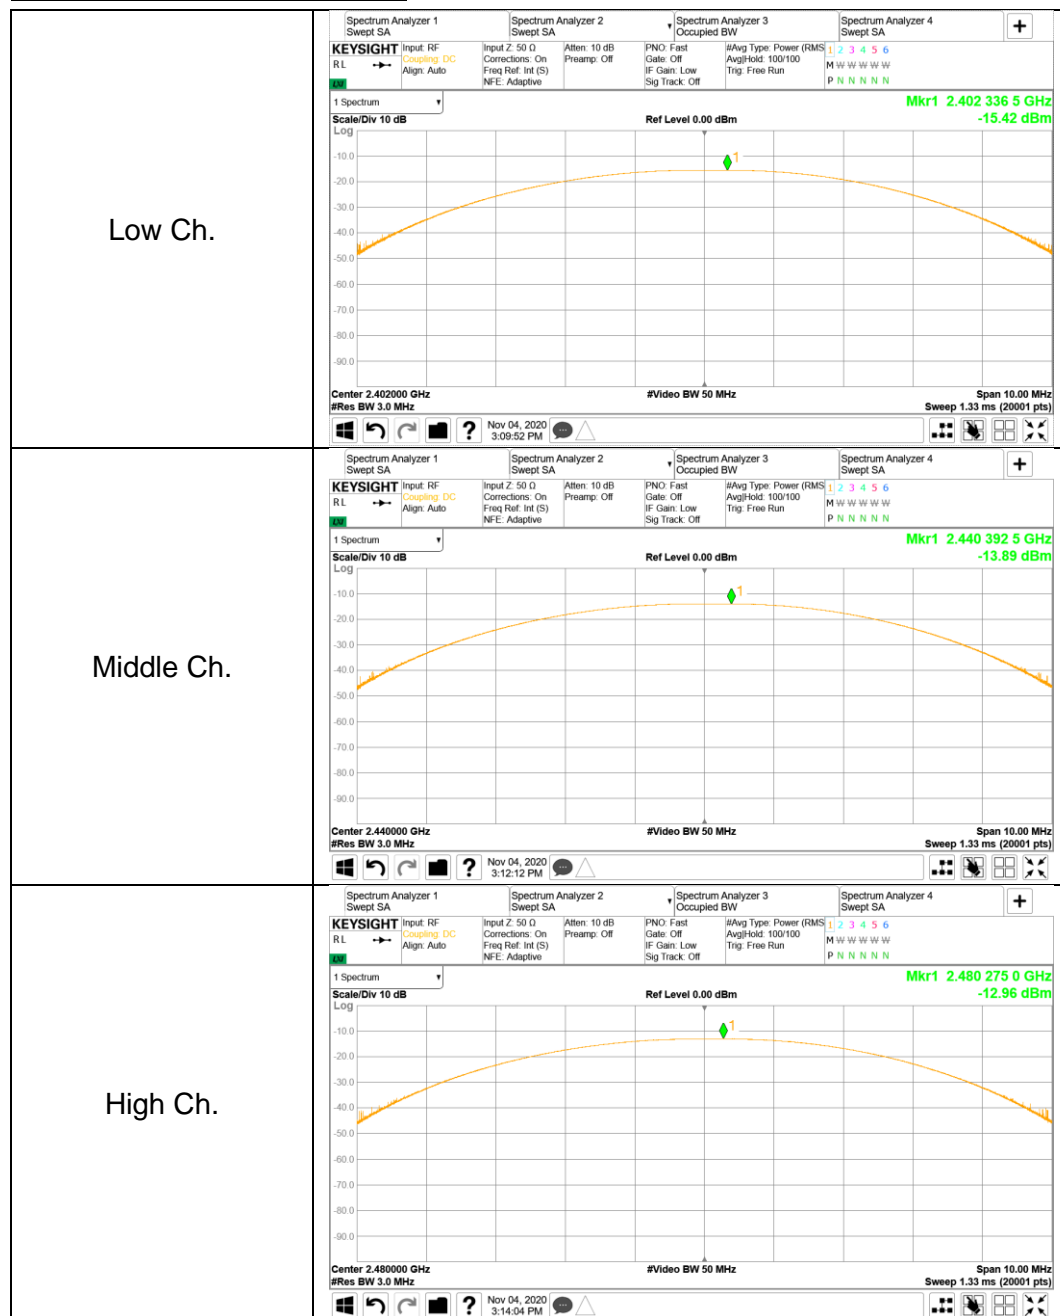 Low Ch.
Spectrum Analyzer 1
Swept SA
Spectrum Analyzer 2
Swept SA
Spectrum Analyzer 3
Occupied BW
Spectrum Analyzer 4
Swept SA
+
KEYSIGHT Input: RF Input Z: 50 Ω Atten: 10 dB PNO: Fast #Avg Type: Power (RMS 1 2 3 4 5 6
RL Coupling: DC Corrections: On Preamp: Off Gate: Off Avg|Hold: 100/100 M W W W W W
Align: Auto Freq Ref: Int (S) IF Gain: Low Trig: Free Run
NFE: Adaptive Sig Track: Off P N N N N N
1 Spectrum
Mkr1 2.402 336 5 GHz
Scale/Div 10 dB Ref Level 0.00 dBm -15.42 dBm
Log
1
-10.0
-20.0
-30.0
-40.0
-50.0
-60.0
-70.0
-80.0
-90.0
Center 2.402000 GHz #Video BW 50 MHz Span 10.00 MHz
#Res BW 3.0 MHz Sweep 1.33 ms (20001 pts)
? Nov 04, 2020
3:09:52 PM
Middle Ch.
Spectrum Analyzer 1
Swept SA
Spectrum Analyzer 2
Swept SA
Spectrum Analyzer 3
Occupied BW
Spectrum Analyzer 4
Swept SA
+
KEYSIGHT Input: RF Input Z: 50 Ω Atten: 10 dB PNO: Fast #Avg Type: Power (RMS 1 2 3 4 5 6
RL Coupling: DC Corrections: On Preamp: Off Gate: Off Avg|Hold: 100/100 M W W W W W
Align: Auto Freq Ref: Int (S) IF Gain: Low Trig: Free Run
NFE: Adaptive Sig Track: Off P N N N N N
1 Spectrum
Mkr1 2.440 392 5 GHz
Scale/Div 10 dB Ref Level 0.00 dBm -13.89 dBm
Log
1
-10.0
-20.0
-30.0
-40.0
-50.0
-60.0
-70.0
-80.0
-90.0
Center 2.440000 GHz #Video BW 50 MHz Span 10.00 MHz
#Res BW 3.0 MHz Sweep 1.33 ms (20001 pts)
? Nov 04, 2020
3:12:12 PM
High Ch.
Spectrum Analyzer 1
Swept SA
Spectrum Analyzer 2
Swept SA
Spectrum Analyzer 3
Occupied BW
Spectrum Analyzer 4
Swept SA
+
KEYSIGHT Input: RF Input Z: 50 Ω Atten: 10 dB PNO: Fast #Avg Type: Power (RMS 1 2 3 4 5 6
RL Coupling: DC Corrections: On Preamp: Off Gate: Off Avg|Hold: 100/100 M W W W W W
Align: Auto Freq Ref: Int (S) IF Gain: Low Trig: Free Run
NFE: Adaptive Sig Track: Off P N N N N N
1 Spectrum
Mkr1 2.480 275 0 GHz
Scale/Div 10 dB Ref Level 0.00 dBm -12.96 dBm
Log
1
-10.0
-20.0
-30.0
-40.0
-50.0
-60.0
-70.0
-80.0
-90.0
Center 2.480000 GHz #Video BW 50 MHz Span 10.00 MHz
#Res BW 3.0 MHz Sweep 1.33 ms (20001 pts)
? Nov 04, 2020
3:14:04 PM